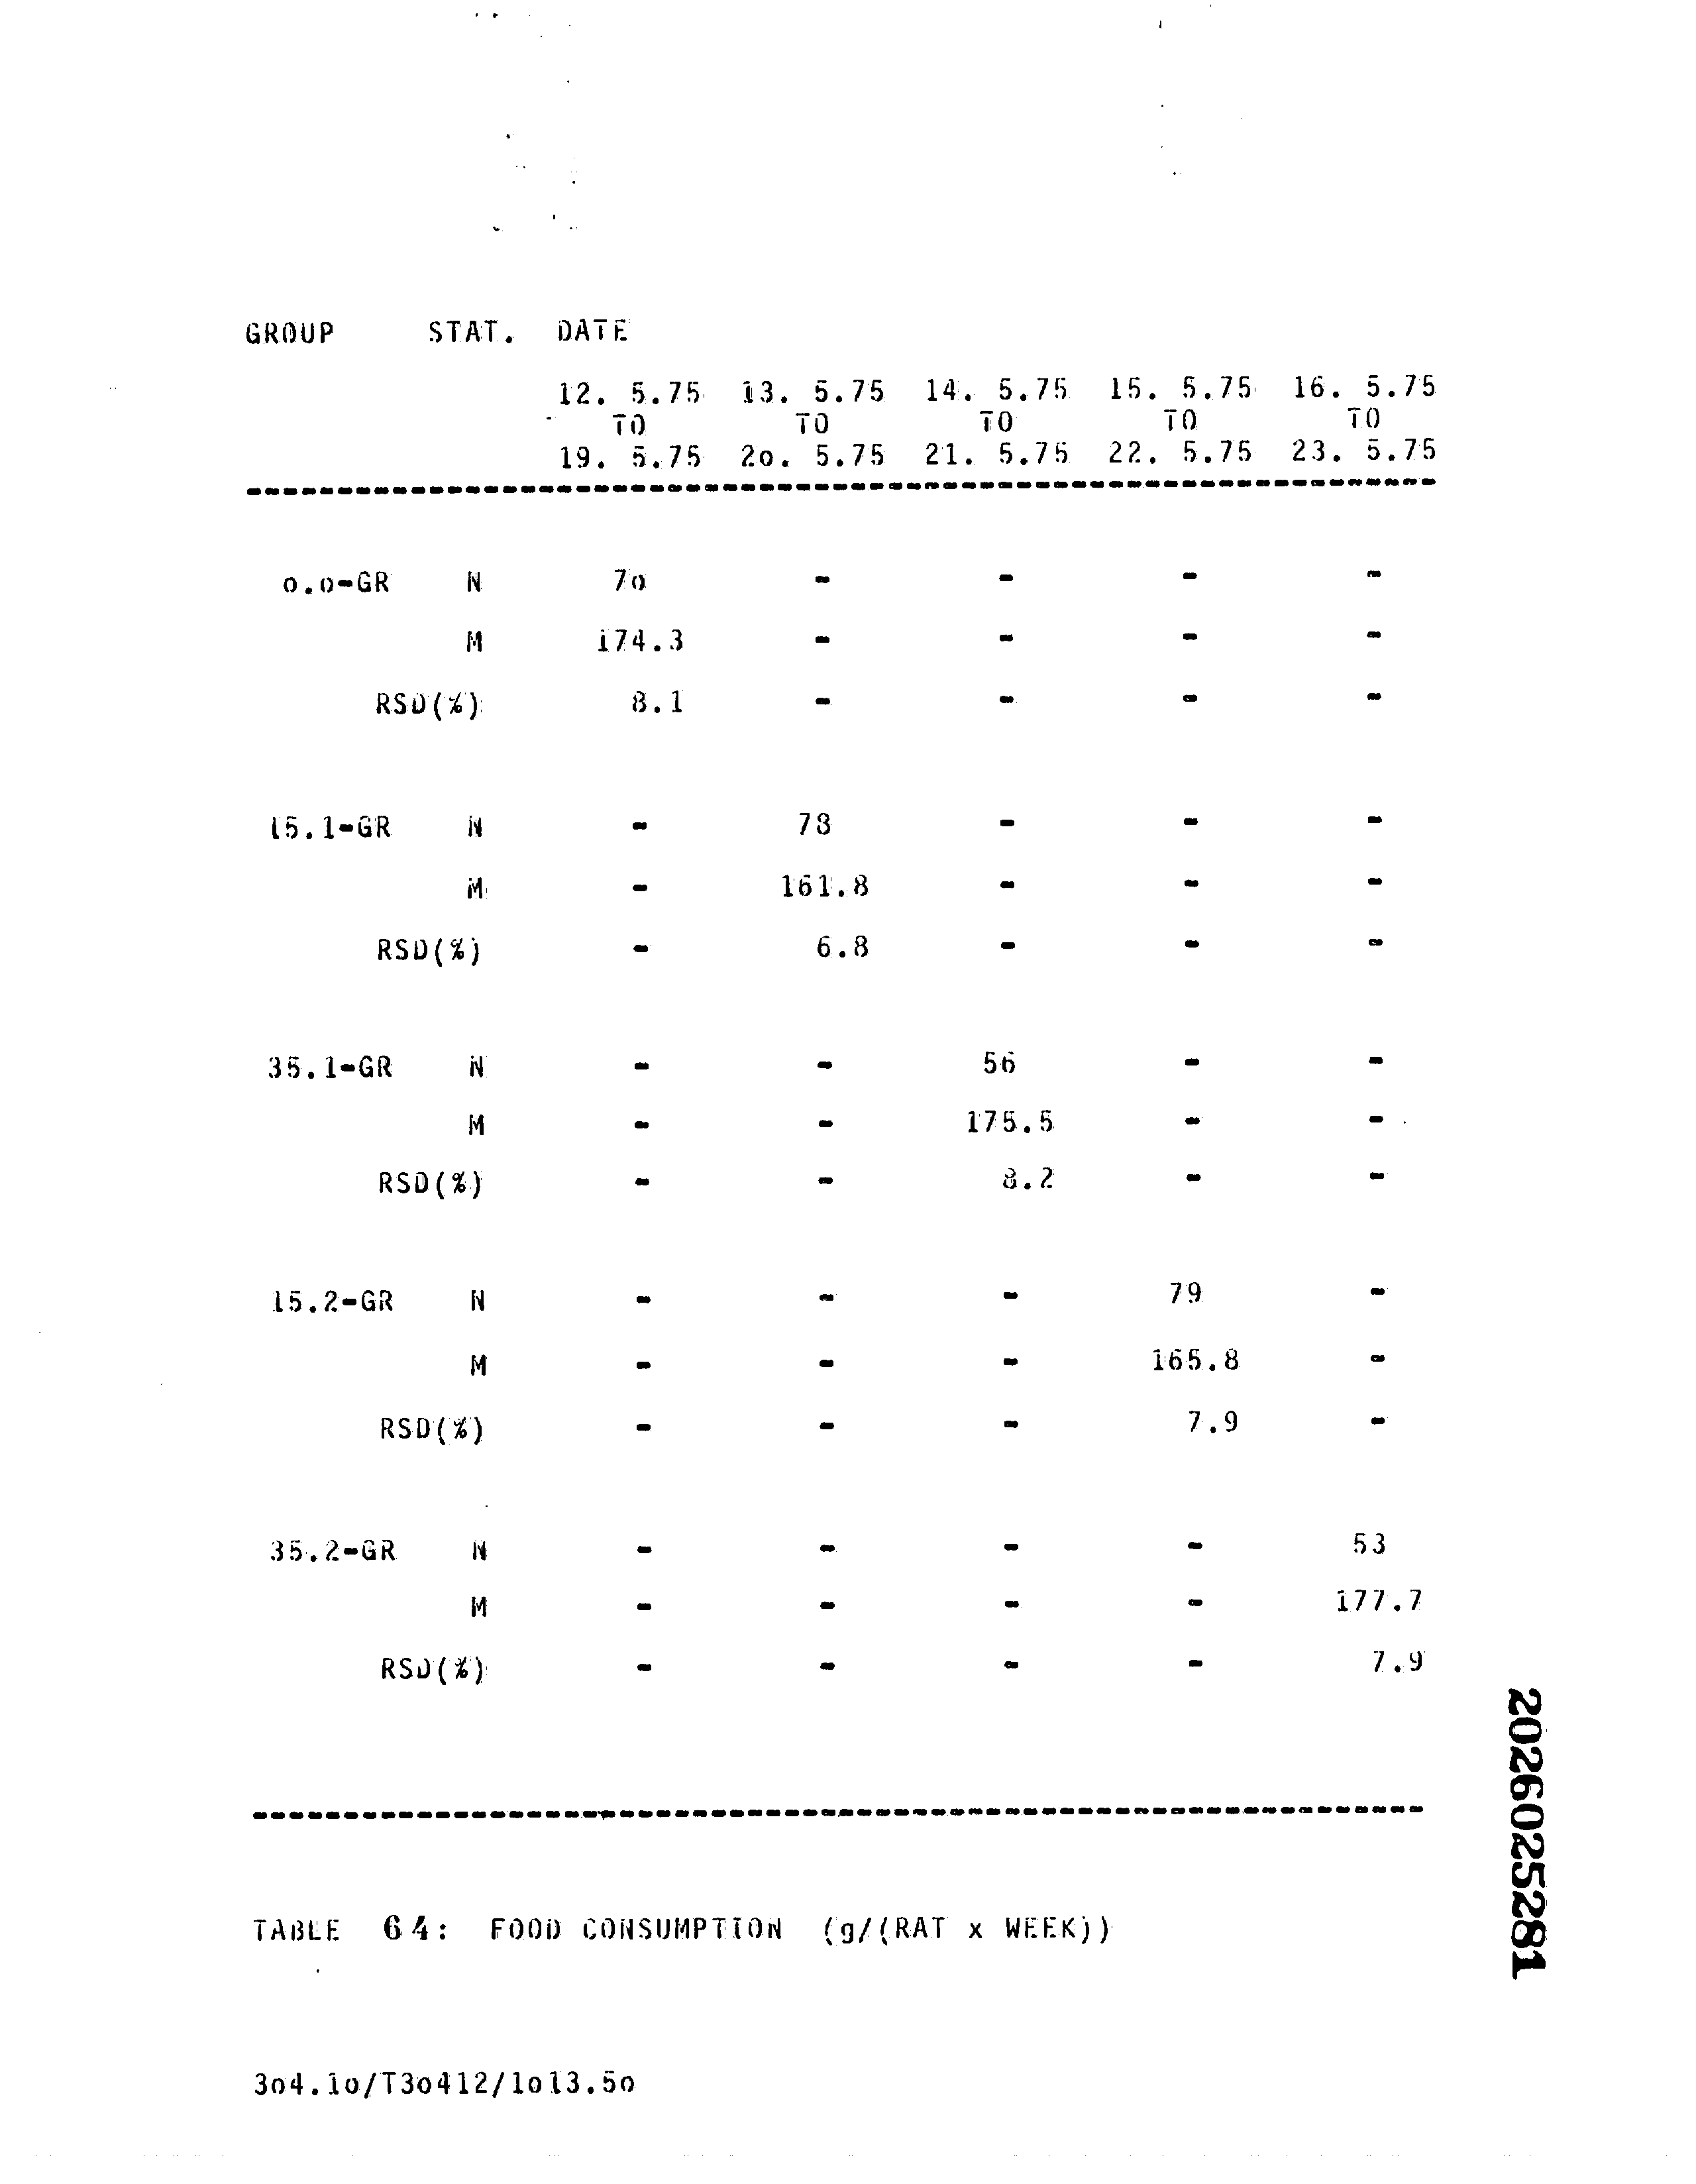 GROUP STAT. DATE
12. 5.75 13. 5.75 14. 5.75 15. 5.75 16. 5.75
TO TO TO TO TO
19. 5.75 2o. 5.75 21. 5.75 22. 5.75 23. 5.75
o.o-GR N 7o - - - -
M 174.3 - - - -
RSD(%) 8.1 - - - -
15.1-GR N - 78 - - -
M - 161.8 - - -
RSD(%) - 6.8 - - -
35.1-GR N - - 56 - -
M - - 175.5 - -
RSD(%) - - 8.2 - -
15.2-GR N - - - 79 -
M - - - 165.8 -
RSD(%) - - - 7.9 -
35.2-GR N - - - - 53
M - - - - 177.7
RSD(%) - - - - 7.9
TABLE 64: FOOD CONSUMPTION (g/(RAT x WEEK))
3o4.1o/T3o412/1o13.5o
2026025281